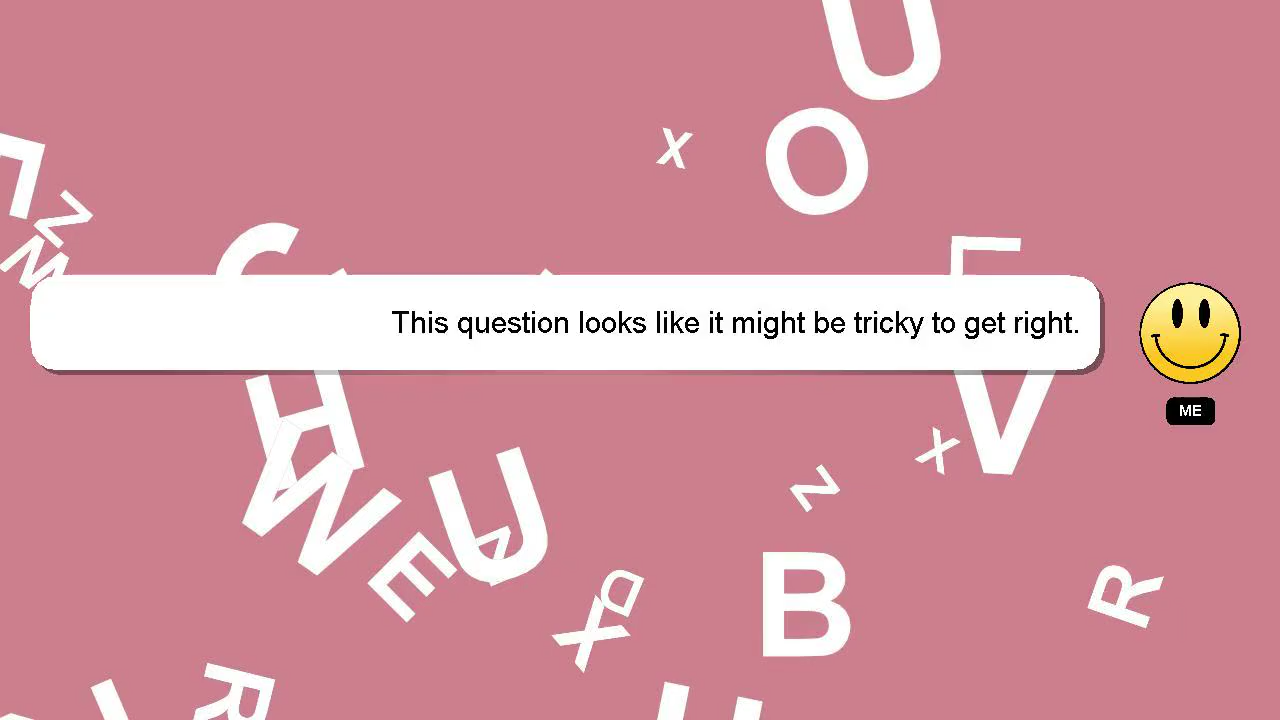 This question looks like it might be tricky to get right.
ME
U
O
X
L
Z
M
C
L
H
V
W
U
X
E
Z
N
D
X
B
R
R